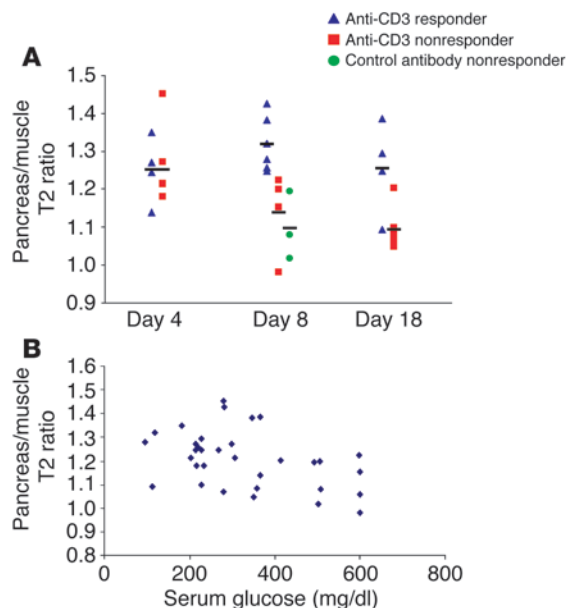 Anti-CD3 responder
Anti-CD3 nonresponder
Control antibody nonresponder
A
Pancreas/muscle
T2 ratio
1.5
1.4
1.3
1.2
1.1
1.0
0.9
Day 4 Day 8 Day 18
B
Pancreas/muscle
T2 ratio
1.6
1.5
1.4
1.3
1.2
1.1
1.0
0.9
0.8
0 200 400 600 800
Serum glucose (mg/dl)